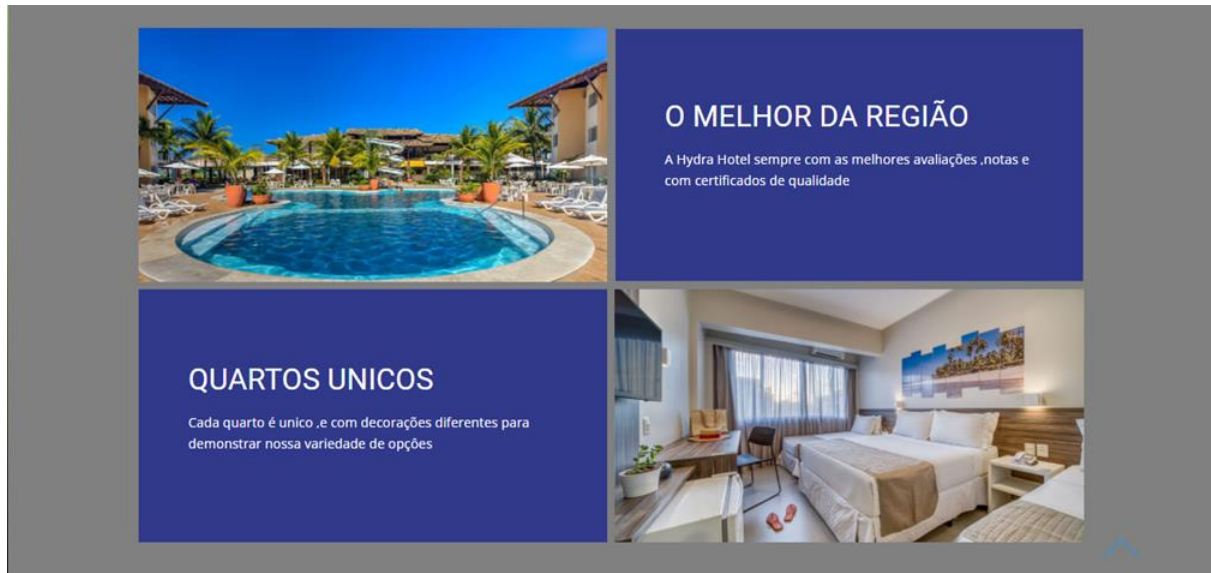 O MELHOR DA REGIÃO
A Hydra Hotel sempre com as melhores avaliações ,notas e
com certificados de qualidade
QUARTOS UNICOS
Cada quarto é unico ,e com decorações diferentes para
demonstrar nossa variedade de opções